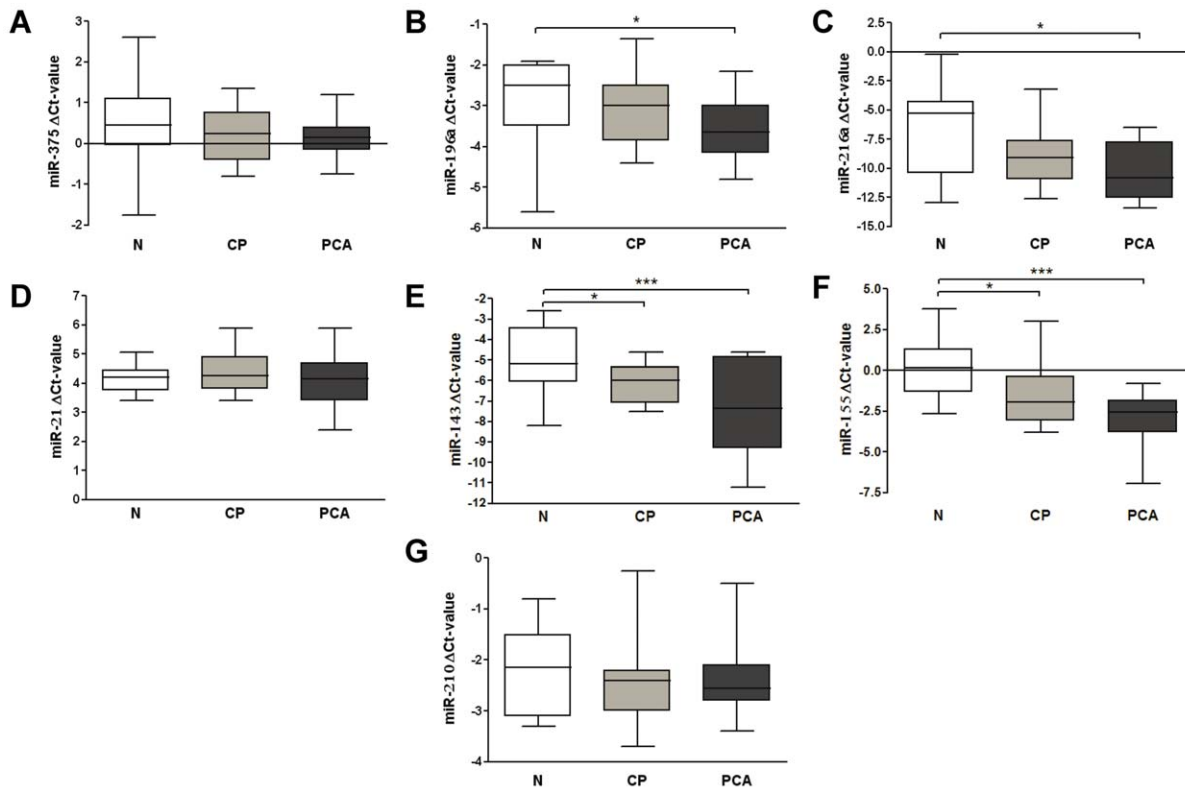 A
miR-375 ΔCt-value
3
2
1
0
-1
-2
N CP PCA
B
*
miR-196a ΔCt-value
-1
-2
-3
-4
-5
-6
N CP PCA
C
*
miR-216a ΔCt-value
2.5
0.0
-2.5
-5.0
-7.5
-10.0
-12.5
-15.0
N CP PCA
D
miR-21 ΔCt-value
7
6
5
4
3
2
1
0
N CP PCA
E
***
*
miR-143 ΔCt-value
-2
-3
-4
-5
-6
-7
-8
-9
-10
-11
-12
N CP PCA
F
***
*
miR-155 ΔCt-value
5.0
2.5
0.0
-2.5
-5.0
-7.5
N CP PCA
G
miR-210 ΔCt-value
0
-1
-2
-3
-4
N CP PCA